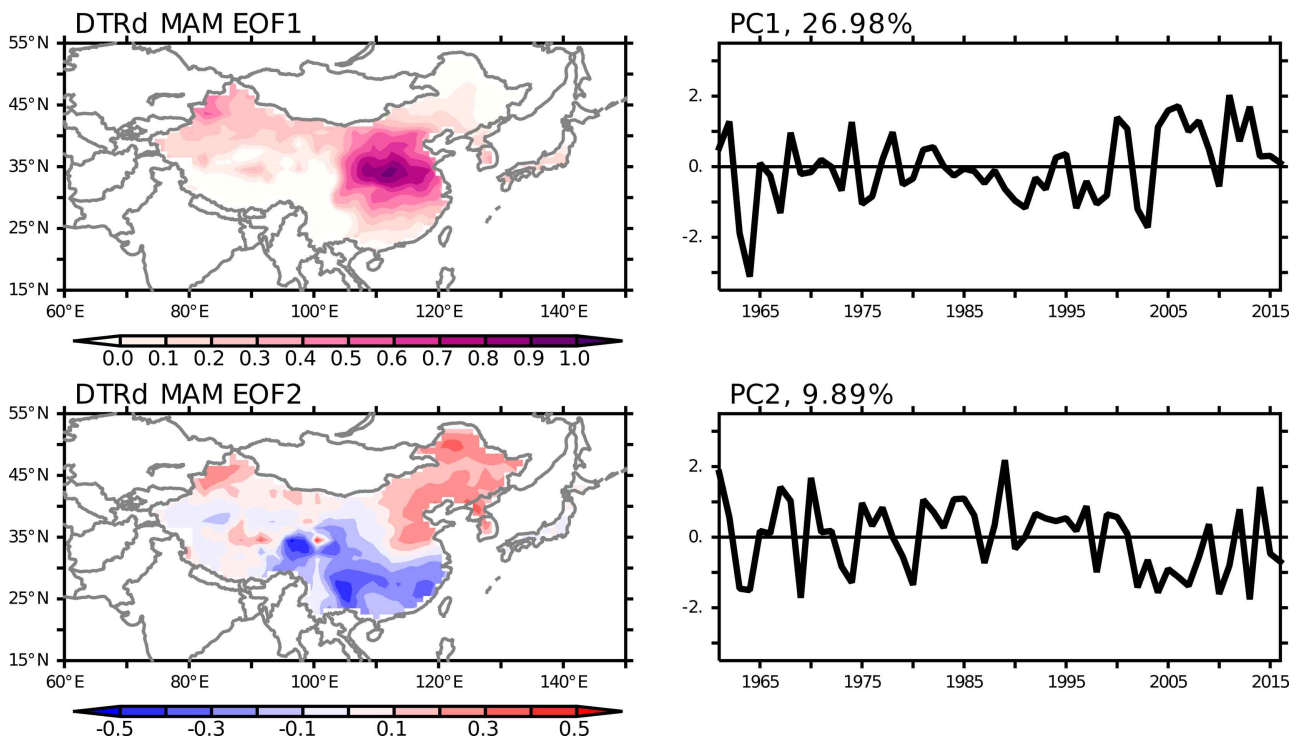 DTRd MAM EOF1
PC1, 26.98%
55°N
45°N
35°N
25°N
15°N
60°E 80°E 100°E 120°E 140°E
0.0 0.1 0.2 0.3 0.4 0.5 0.6 0.7 0.8 0.9 1.0
2.
0.
-2.
1965 1975 1985 1995 2005 2015
DTRd MAM EOF2
PC2, 9.89%
55°N
45°N
35°N
25°N
15°N
60°E 80°E 100°E 120°E 140°E
-0.5 -0.3 -0.1 0.1 0.3 0.5
2.
0.
-2.
1965 1975 1985 1995 2005 2015